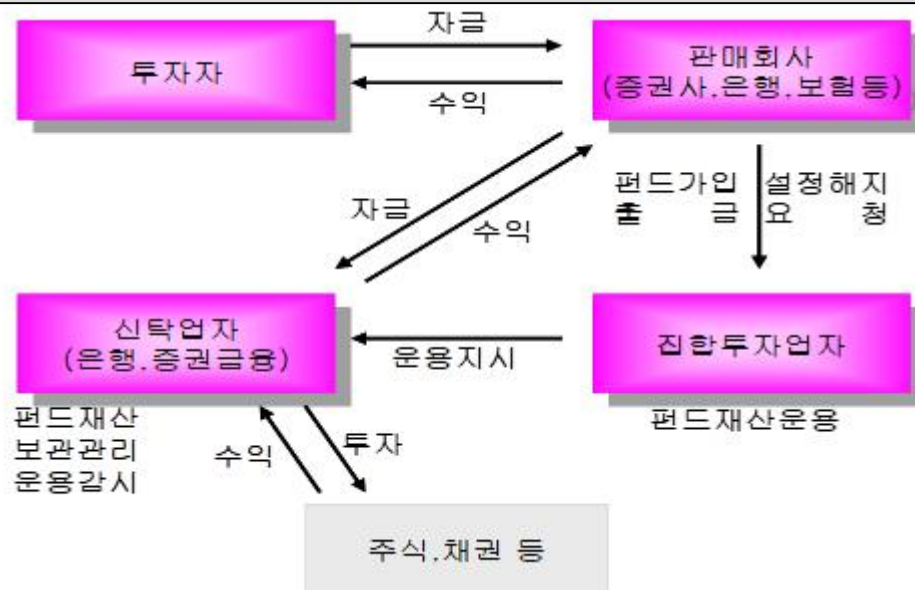 자금
투자자
판매회사
(증권사.은행.보험등)
수익
펀드가입 설정해지
출 금 요 청
자금
수익
신탁업자
(은행.증권금융)
운용지시
집합투자업자
펀드재산
보관관리
운용감시
펀드재산운용
수익
투자
주식.채권 등